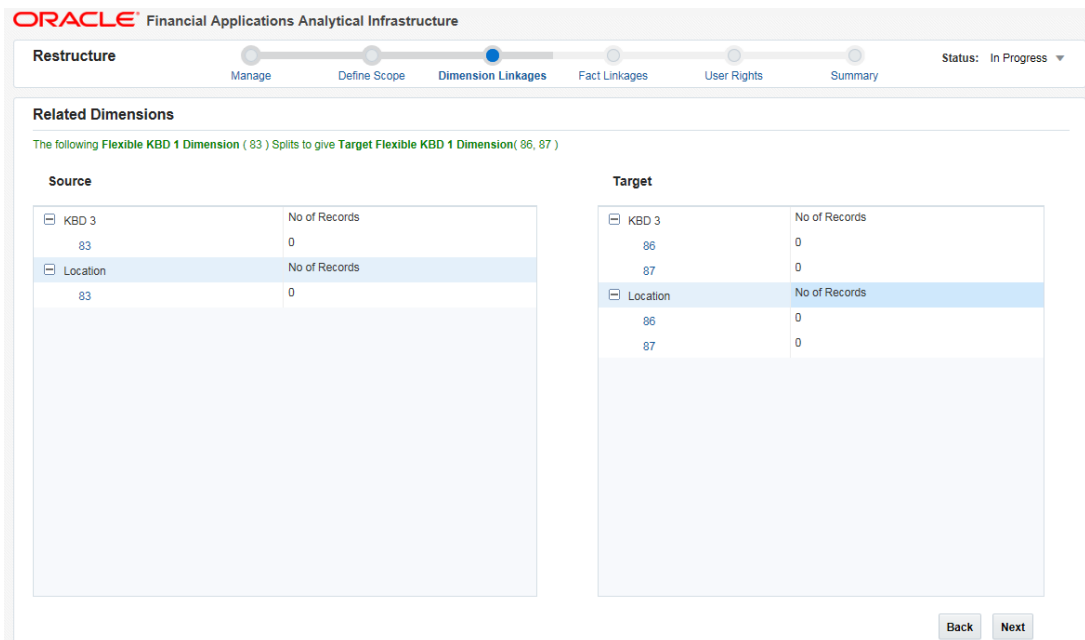 ORACLE® Financial Applications Analytical Infrastructure
Restructure
Manage
Define Scope
Dimension Linkages
Fact Linkages
User Rights
Summary
Status: In Progress
Related Dimensions
The following Flexible KBD 1 Dimension ( 83 ) Splits to give Target Flexible KBD 1 Dimension( 86, 87 )
Source
KBD 3 No of Records
83 0
Location No of Records
83 0
Target
KBD 3 No of Records
86 0
87 0
Location No of Records
86 0
87 0
Back Next